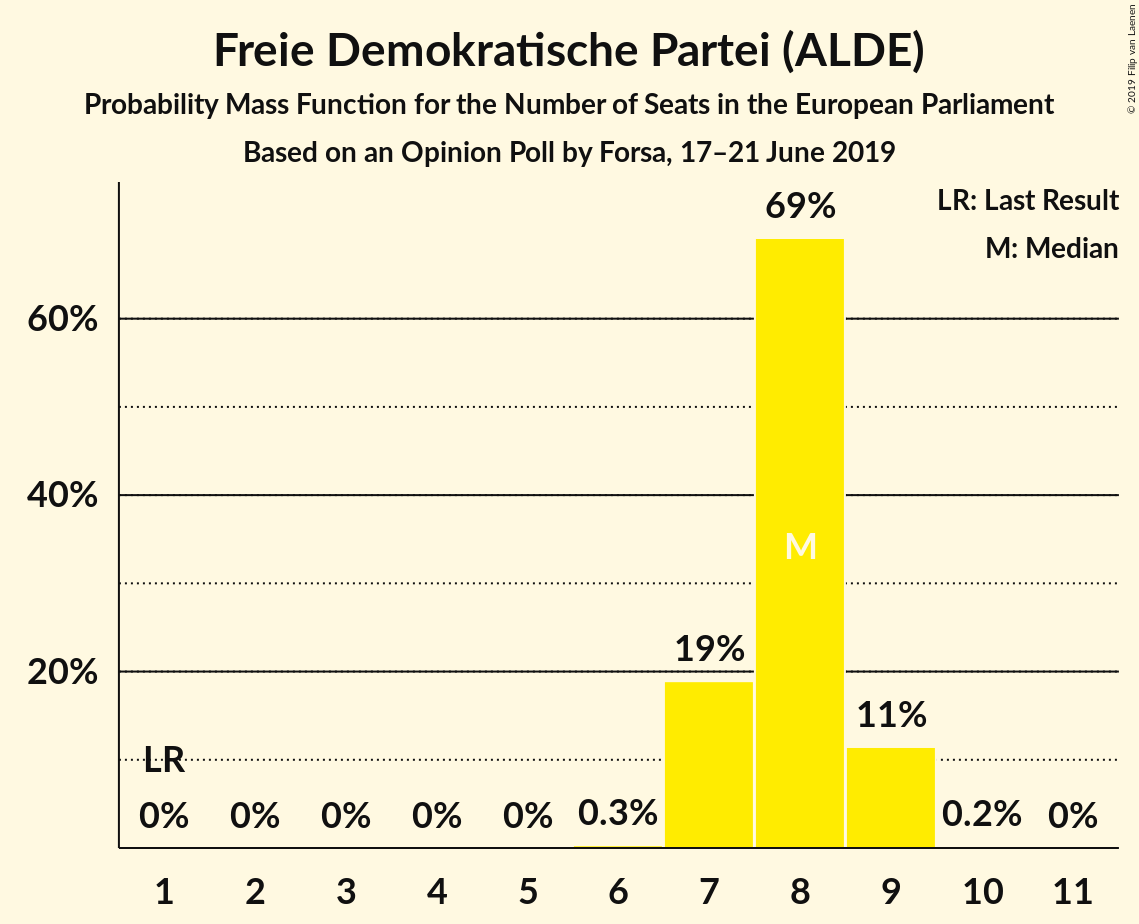 Freie Demokratische Partei (ALDE)
Probability Mass Function for the Number of Seats in the European Parliament
Based on an Opinion Poll by Forsa, 17–21 June 2019
© 2019 Filip van Laenen
LR: Last Result
M: Median
60%
40%
20%
69%
M
19%
11%
LR
0% 0% 0% 0% 0% 0.3% 0.2% 0%
1 2 3 4 5 6 7 8 9 10 11